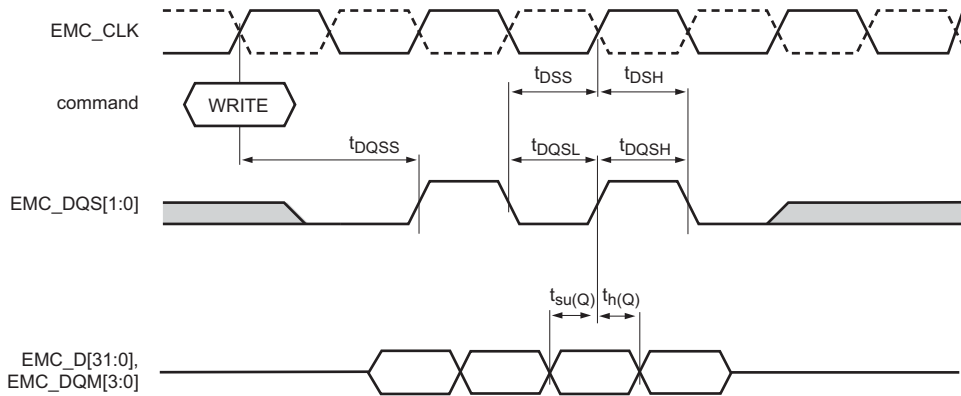 EMC_CLK
tDSS
tDSH
command
WRITE
tDQSS
tDQSL
tDQSH
EMC_DQS[1:0]
tsu(Q)
th(Q)
EMC_D[31:0],
EMC_DQM[3:0]